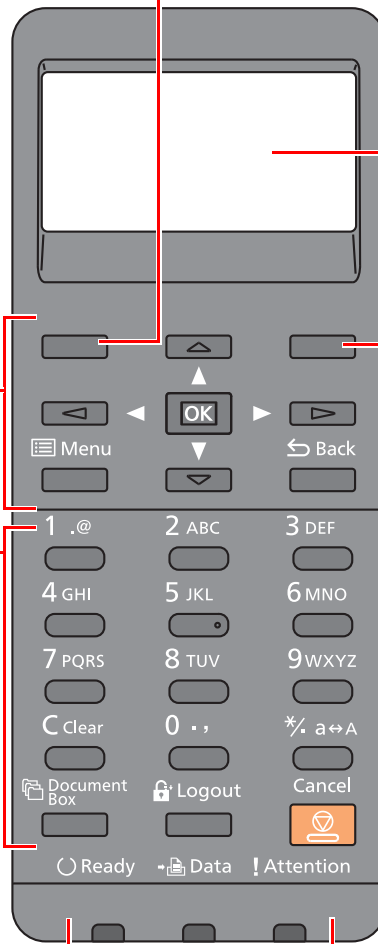 OK
Menu Back
1 .@ 2 ABC 3 DEF
4 GHI 5 JKL 6 MNO
7 PQRS 8 TUV 9 WXYZ
C Clear 0 . , */. a↔A
Document Box Logout Cancel
Ready Data ! Attention